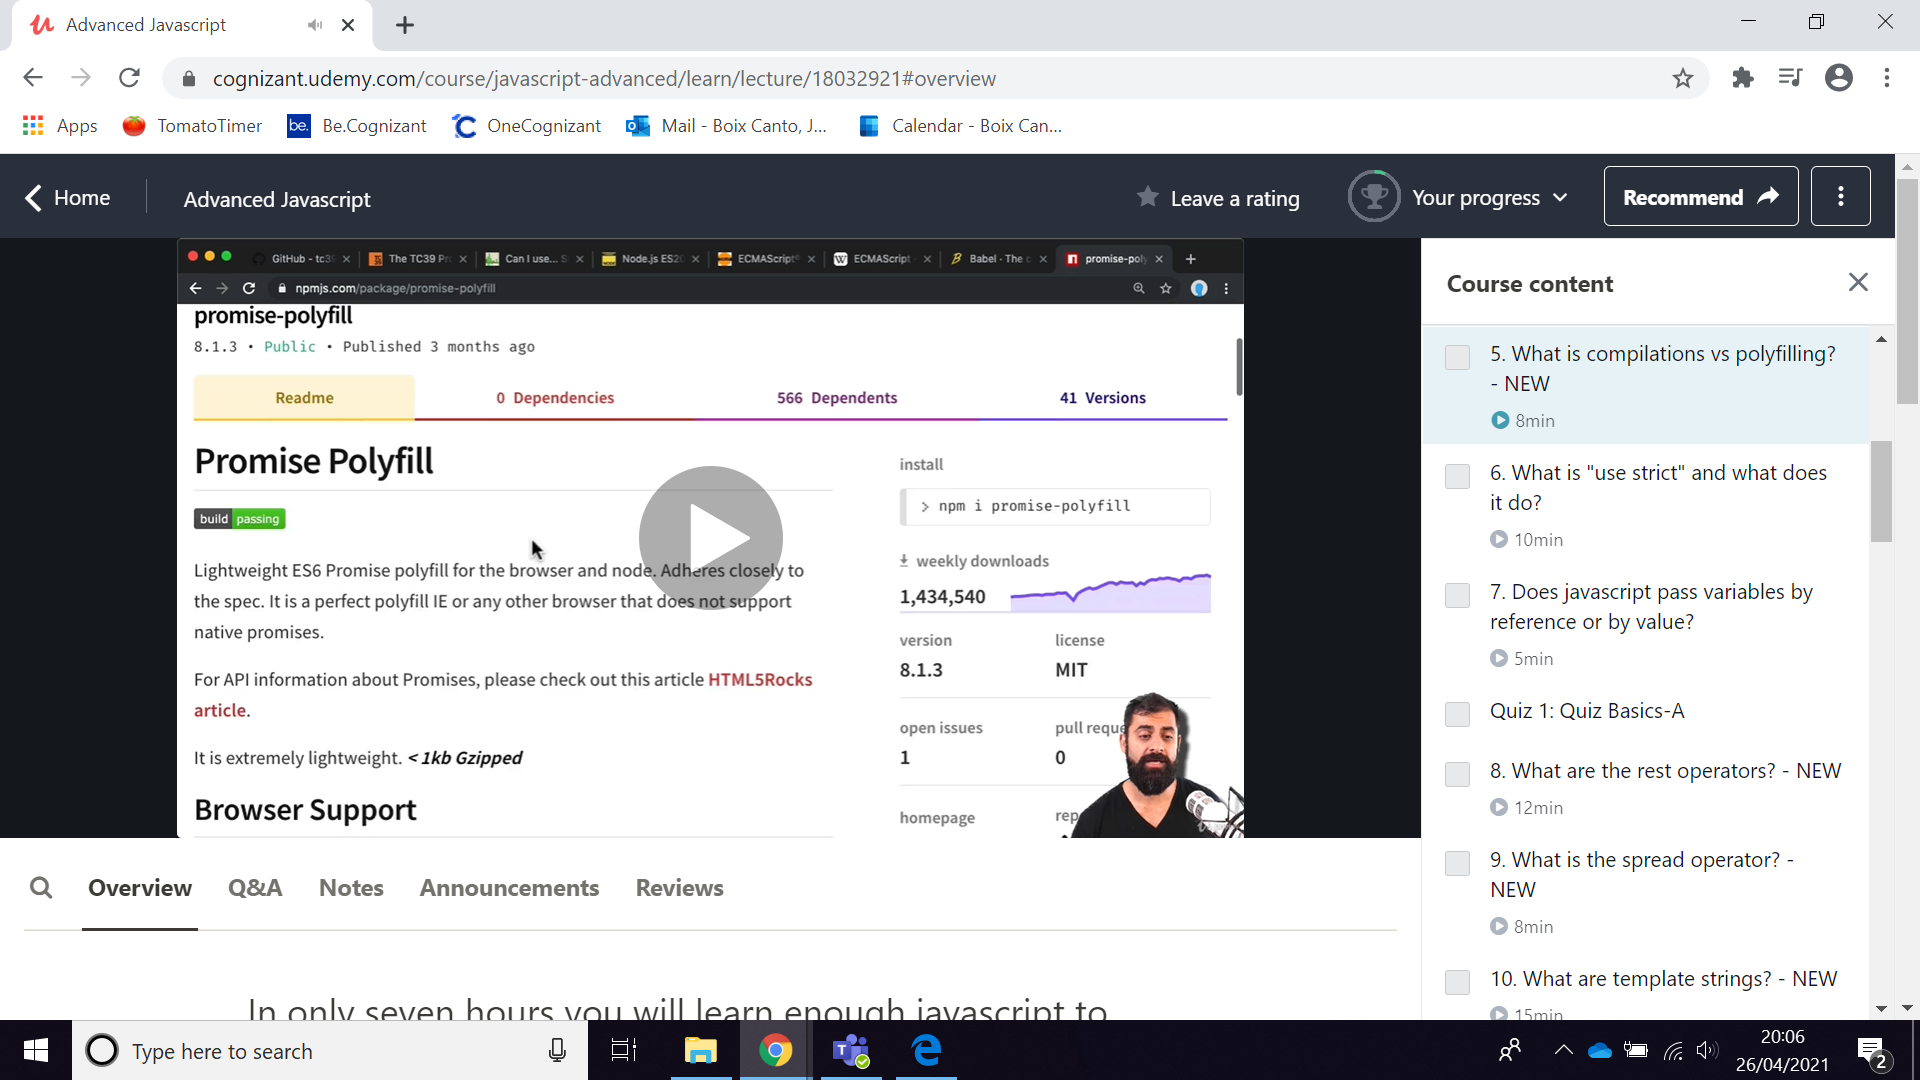 Advanced Javascript
cognizant.udemy.com/course/javascript-advanced/learn/lecture/18032921#overview
Apps
TomatoTimer
be. Be.Cognizant
OneCognizant
Mail - Boix Canto, J...
Calendar - Boix Can...
Home
Advanced Javascript
Leave a rating
Your progress
Recommend
GitHub - tc3
The TC39 Pr
Can I use... S
Node.js ES20
ECMAScript
ECMAScript
Babel · The c
promise-poly
npmjs.com/package/promise-polyfill
promise-polyfill
8.1.3 • Public • Published 3 months ago
Readme
0 Dependencies
566 Dependents
41 Versions
Promise Polyfill
build passing
Lightweight ES6 Promise polyfill for the browser and node. Adheres closely to
the spec. It is a perfect polyfill IE or any other browser that does not support
native promises.
For API information about Promises, please check out this article HTML5Rocks
article.
It is extremely lightweight. < 1kb Gzipped
Browser Support
install
> npm i promise-polyfill
weekly downloads
1,434,540
version
license
8.1.3
MIT
open issues
pull reque
1
0
homepage
rep
Course content
5. What is compilations vs polyfilling?
- NEW
8min
6. What is "use strict" and what does
it do?
10min
7. Does javascript pass variables by
reference or by value?
5min
Quiz 1: Quiz Basics-A
8. What are the rest operators? - NEW
12min
9. What is the spread operator? -
NEW
8min
10. What are template strings? - NEW
15min
Overview
Q&A
Notes
Announcements
Reviews
In only seven hours you will learn enough javascript to
Type here to search
20:06
26/04/2021
2